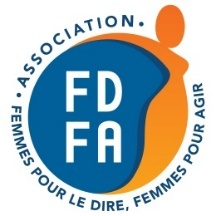 • ASSOCIATION •
FD
FA
FEMMES POUR LE DIRE, FEMMES POUR AGIR